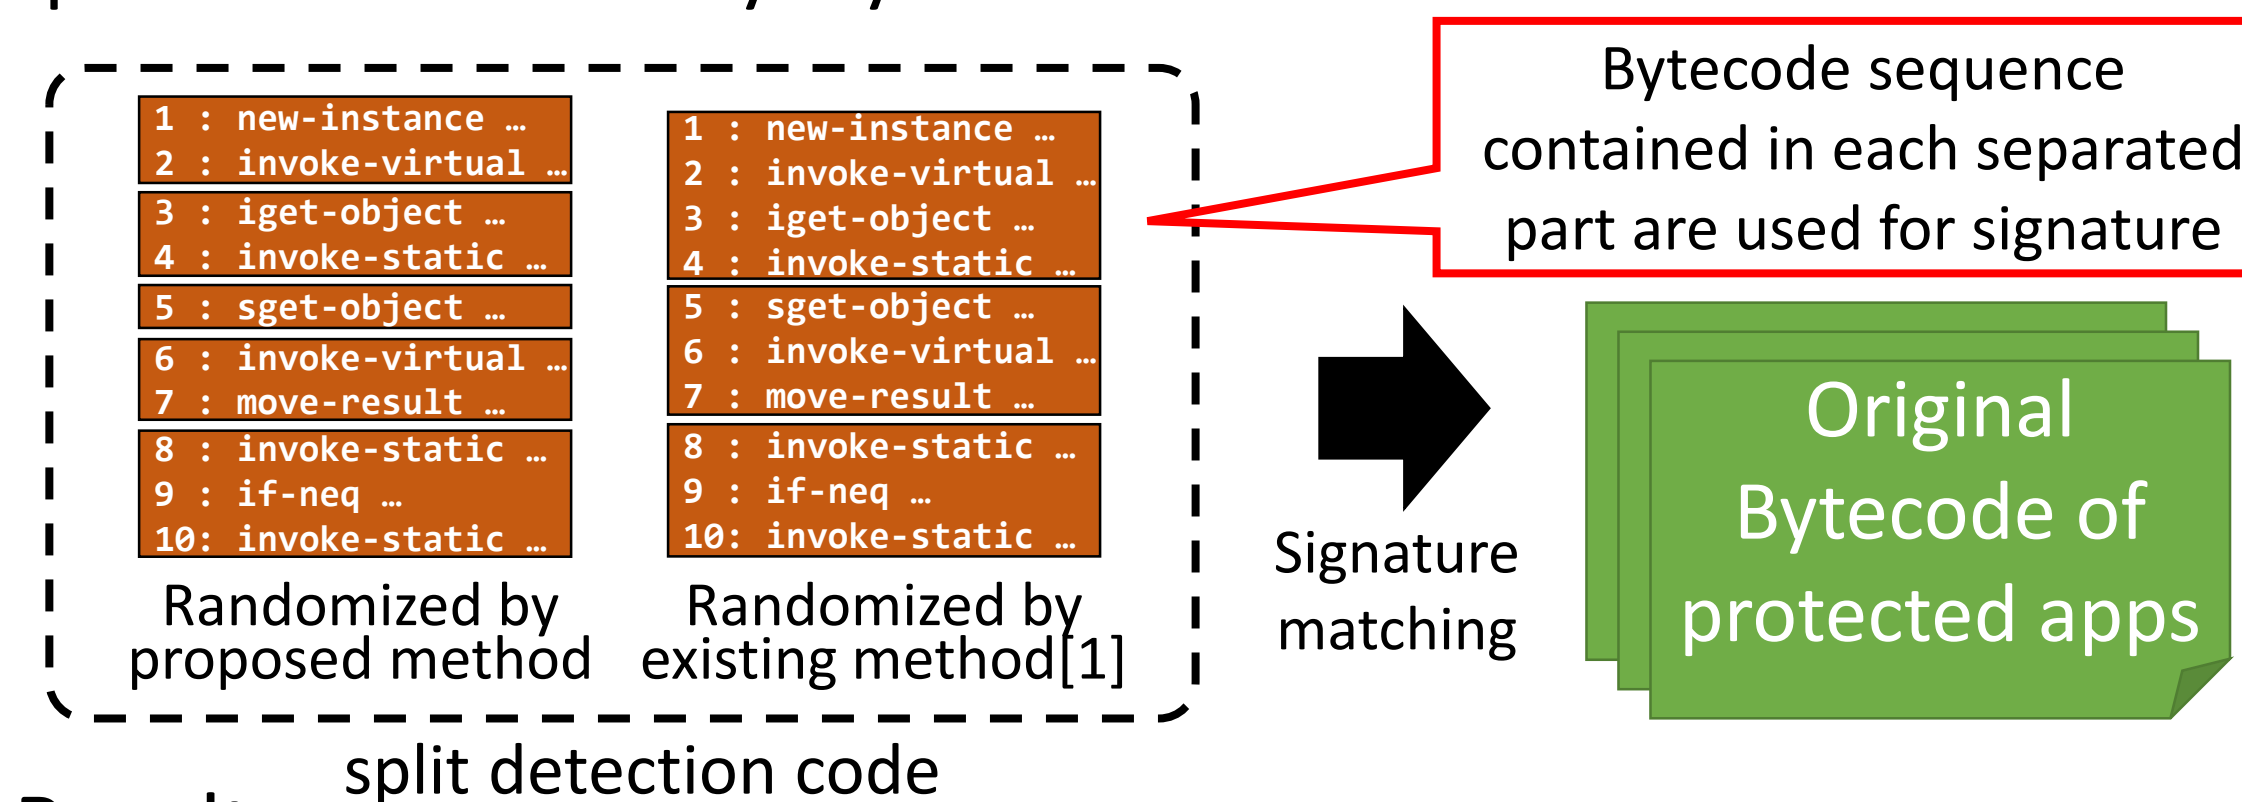 1 : new-instance …
2 : invoke-virtual …
3 : iget-object …
4 : invoke-static …
5 : sget-object …
6 : invoke-virtual …
7 : move-result …
8 : invoke-static …
9 : if-neq …
10: invoke-static …
Randomized by
proposed method
1 : new-instance …
2 : invoke-virtual …
3 : iget-object …
4 : invoke-static …
5 : sget-object …
6 : invoke-virtual …
7 : move-result …
8 : invoke-static …
9 : if-neq …
10: invoke-static …
Randomized by
existing method[1]
split detection code
Bytecode sequence
contained in each separated
part are used for signature
Signature
matching
Original
Bytecode of
protected apps